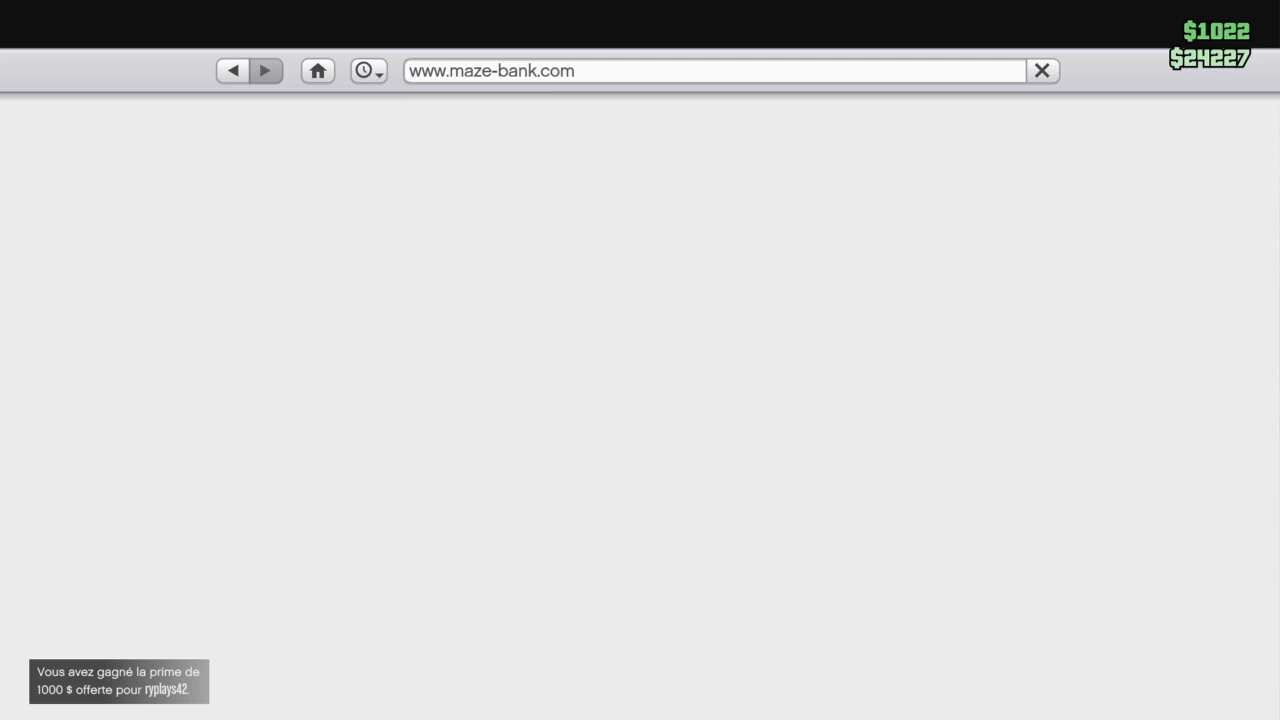 $1022
$24227
www.maze-bank.com
Vous avez gagné la prime de
1000 $ offerte pour ryplays42.